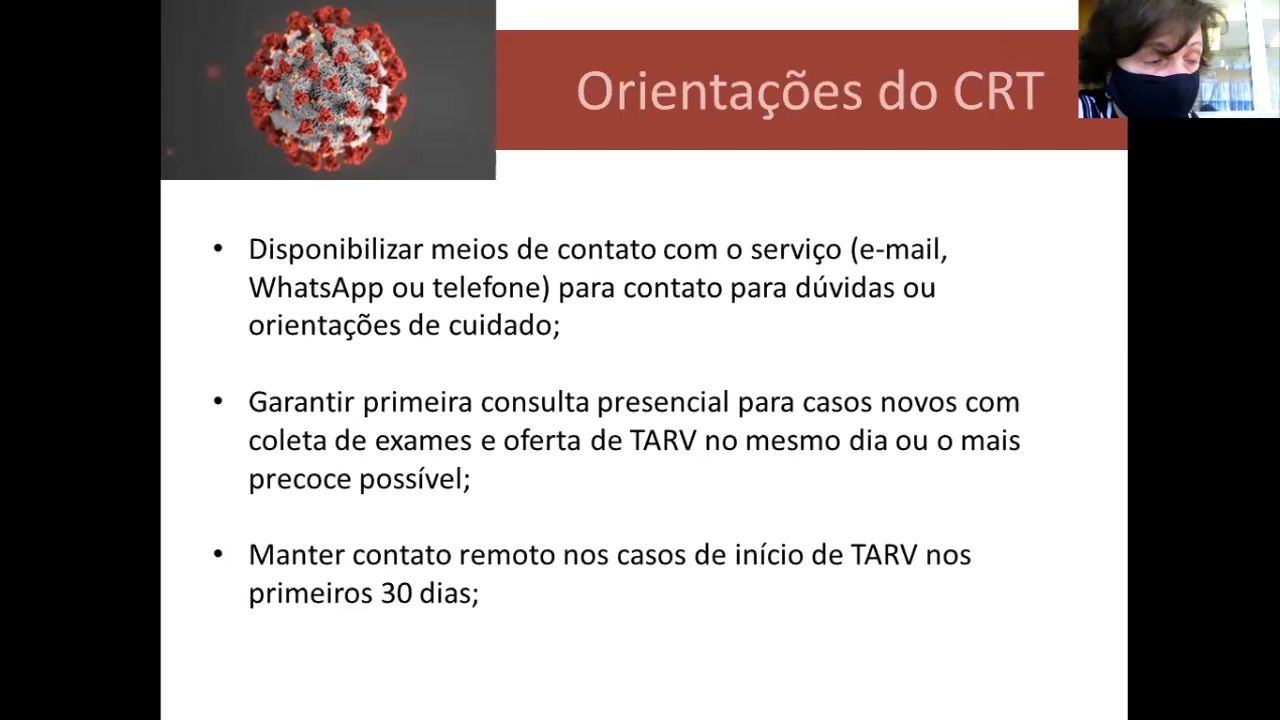 Orientações do CRT
• Disponibilizar meios de contato com o serviço (e-mail,
WhatsApp ou telefone) para contato para dúvidas ou
orientações de cuidado;
• Garantir primeira consulta presencial para casos novos com
coleta de exames e oferta de TARV no mesmo dia ou o mais
precoce possível;
• Manter contato remoto nos casos de início de TARV nos
primeiros 30 dias;